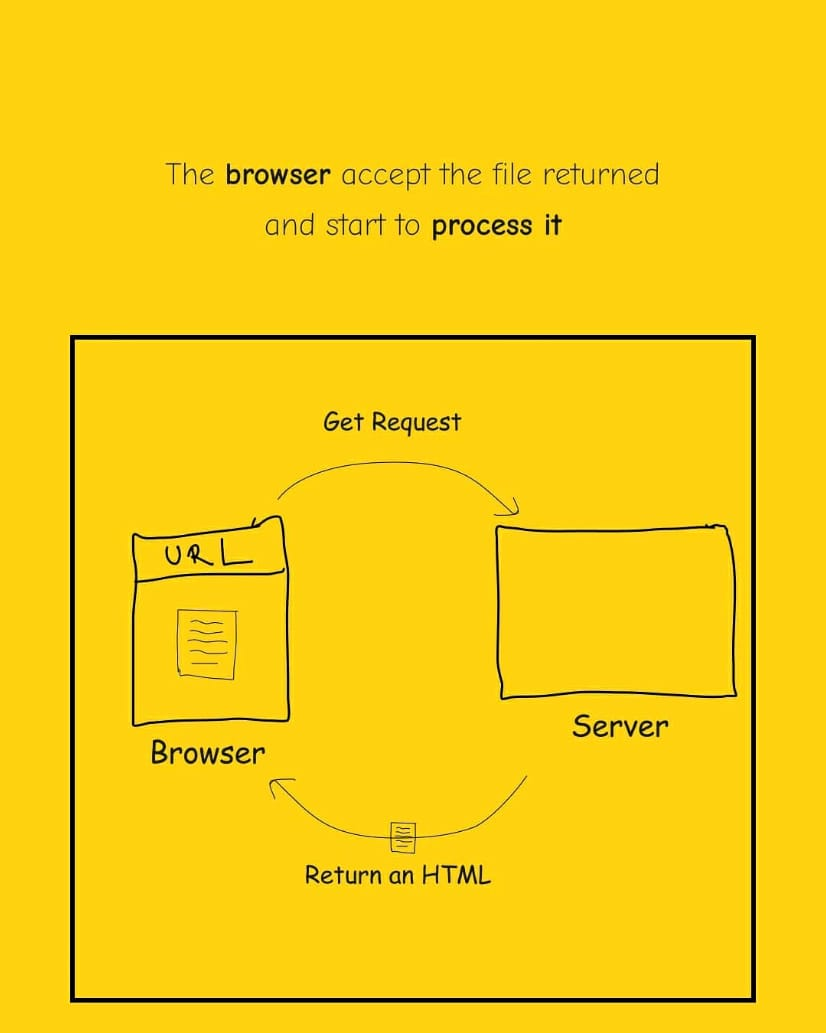 The browser accept the file returned
and start to process it
Get Request
URL
Browser
Server
Return an HTML